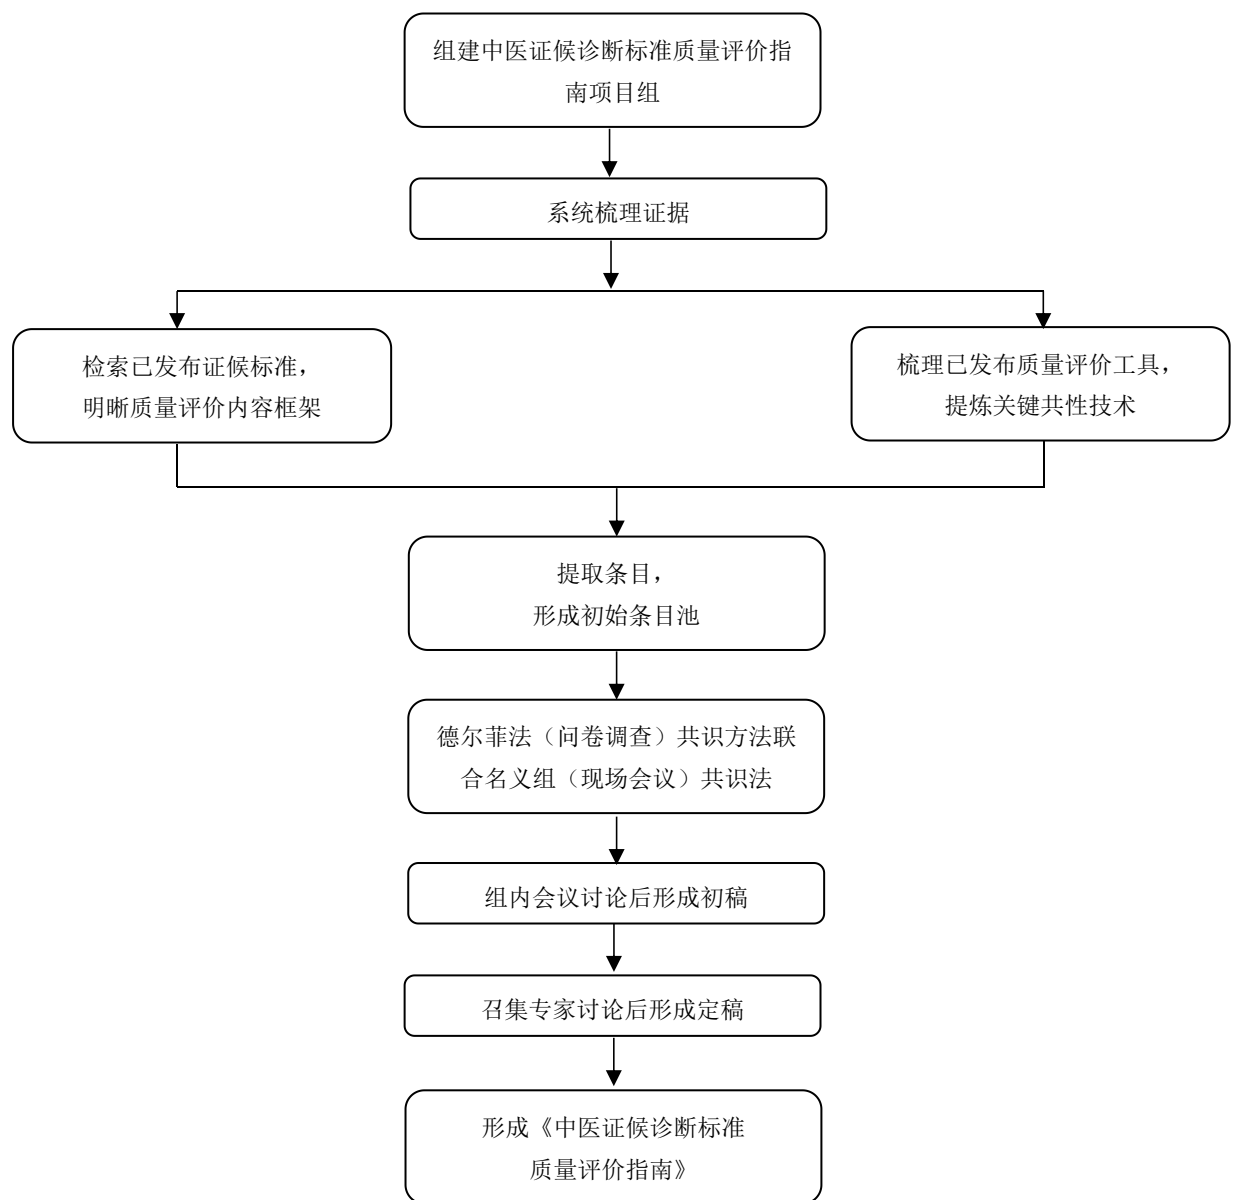 组建中医证候诊断标准质量评价指
南项目组
系统梳理证据
检索已发布证候标准，
明晰质量评价内容框架
梳理已发布质量评价工具，
提炼关键共性技术
提取条目，
形成初始条目池
德尔菲法（问卷调查）共识方法联
合名义组（现场会议）共识法
组内会议讨论后形成初稿
召集专家讨论后形成定稿
形成《中医证候诊断标准
质量评价指南》